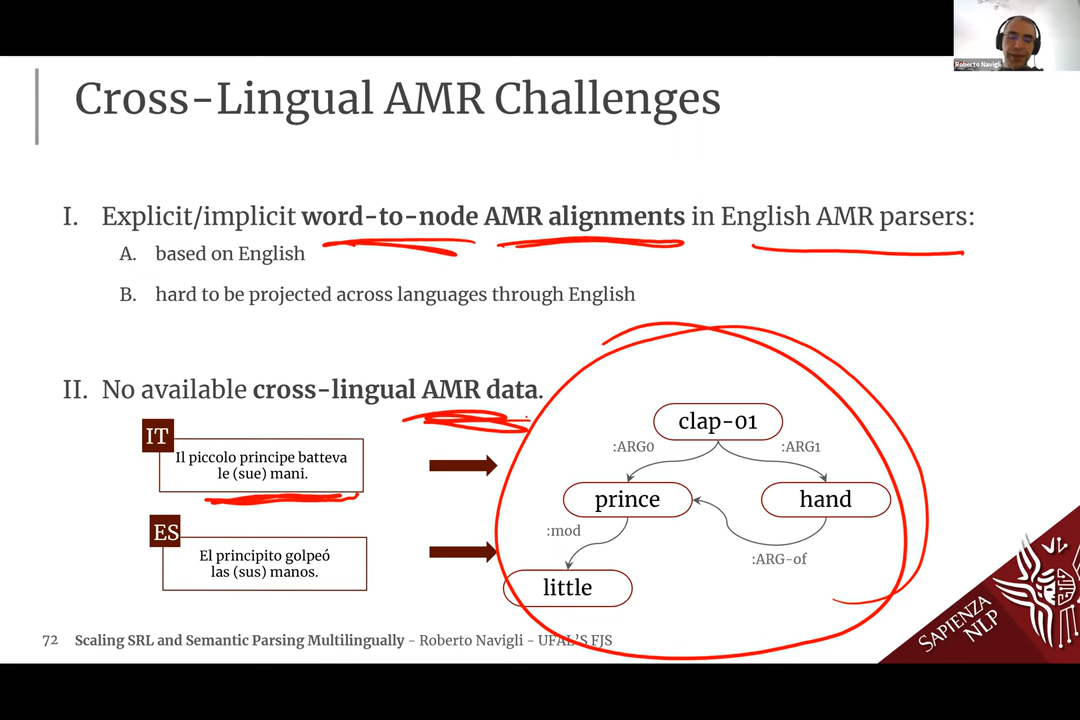 Roberto Navigli
Cross-Lingual AMR Challenges
I. Explicit/implicit word-to-node AMR alignments in English AMR parsers:
A. based on English
B. hard to be projected across languages through English
II. No available cross-lingual AMR data.
IT
Il piccolo principe batteva
le (sue) mani.
ES
El principito golpeó
las (sus) manos.
clap-01
:ARG0
:ARG1
prince
hand
:mod
:ARG-of
little
SAPIENZA
NLP
72 Scaling SRL and Semantic Parsing Multilingually - Roberto Navigli - UFAL'S FJS